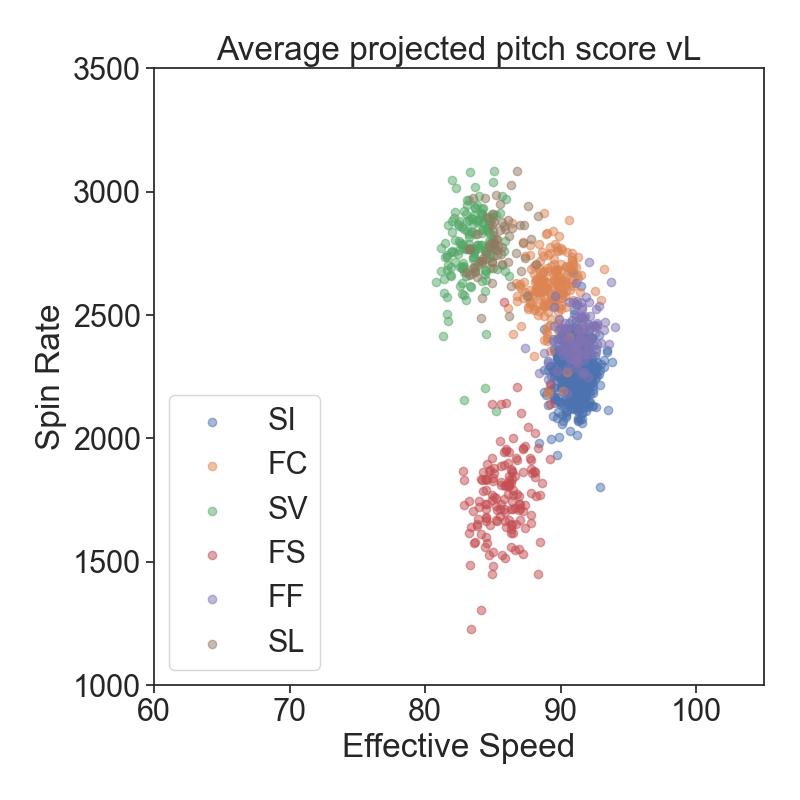 Average projected pitch score vL
3500
3000
2500
2000
1500
1000
Spin Rate
SI
FC
SV
FS
FF
SL
60 70 80 90 100
Effective Speed